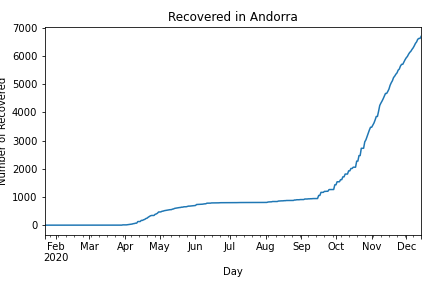 Recovered in Andorra
Number of Recovered
7000
6000
5000
4000
3000
2000
1000
0
Feb Mar Apr May Jun Jul Aug Sep Oct Nov Dec
2020
Day